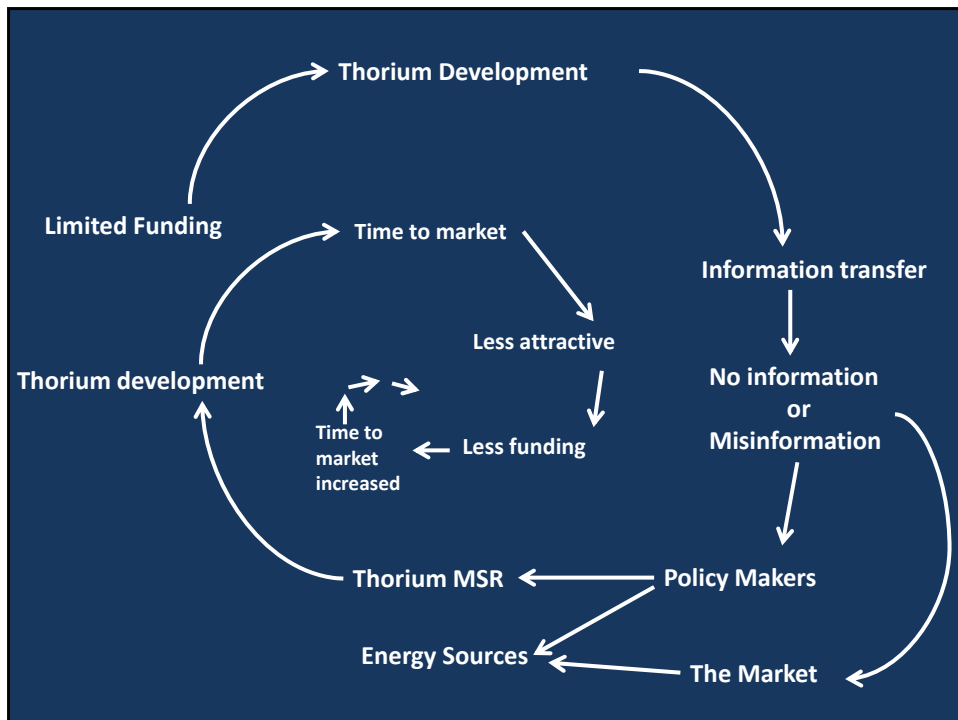 Thorium Development
Limited Funding
Time to market
Information transfer
Less attractive
Thorium development
No information
or
Misinformation
Time to
market
increased
Less funding
Thorium MSR
Policy Makers
Energy Sources
The Market